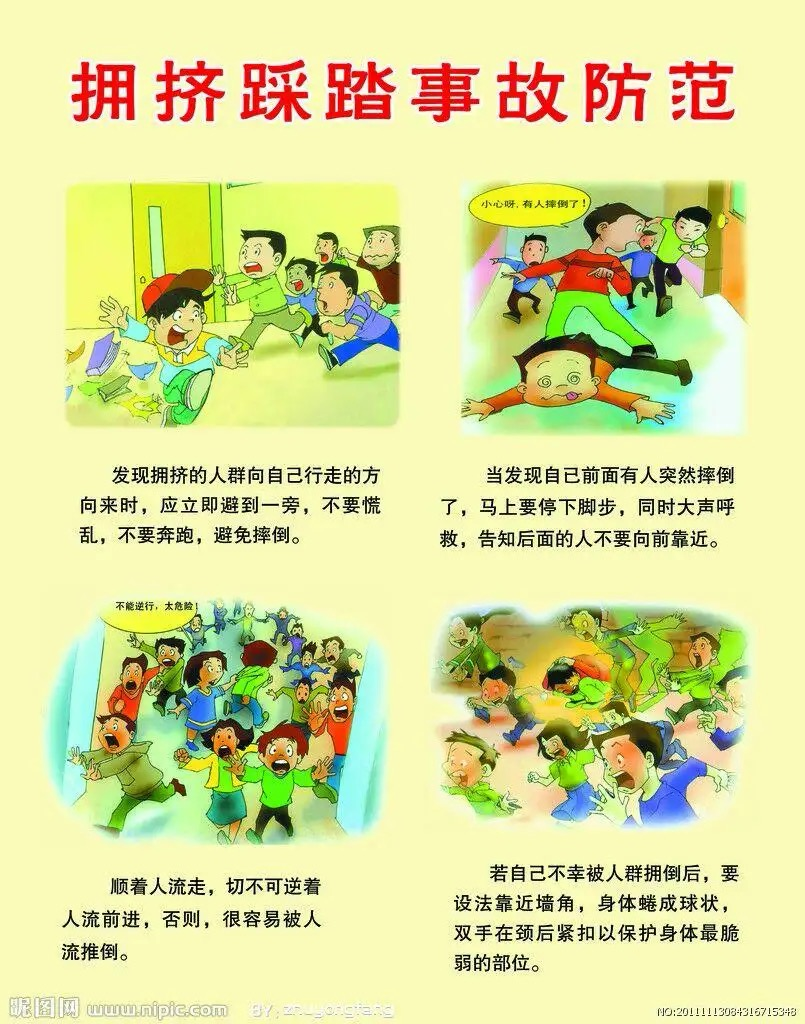 拥挤踩踏事故防范
小心呀,有人摔倒了!
发现拥挤的人群向自己行走的方
向来时，应立即避到一旁，不要慌
乱，不要奔跑，避免摔倒。
当发现自已前面有人突然摔倒
了，马上要停下脚步，同时大声呼
救，告知后面的人不要向前靠近。
不能逆行，太危险！
顺着人流走，切不可逆着
人流前进，否则，很容易被人
流推倒。
若自己不幸被人群拥倒后，要
设法靠近墙角，身体蜷成球状，
双手在颈后紧扣以保护身体最脆
弱的部位。
昵图网 www.nipic.com BY: zhuyongfang
NO:20111113084316715348